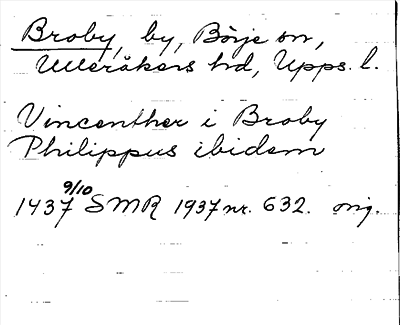 Broby, by, Börje sn,
Ulleråkers hd, Upps. l.
Vincenther i Broby
Philippus ibidem
1437 9/10 SMR 1937 nr. 632. orig.